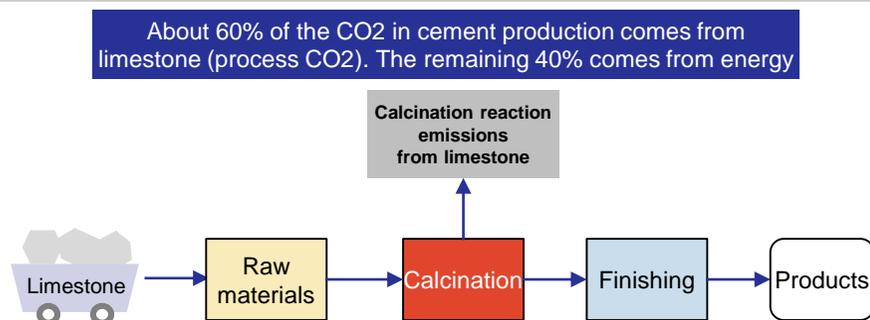 About 60% of the CO2 in cement production comes from
limestone (process CO2). The remaining 40% comes from energy
Calcination reaction
emissions
from limestone
Limestone
Raw
materials
Calcination
Finishing
Products